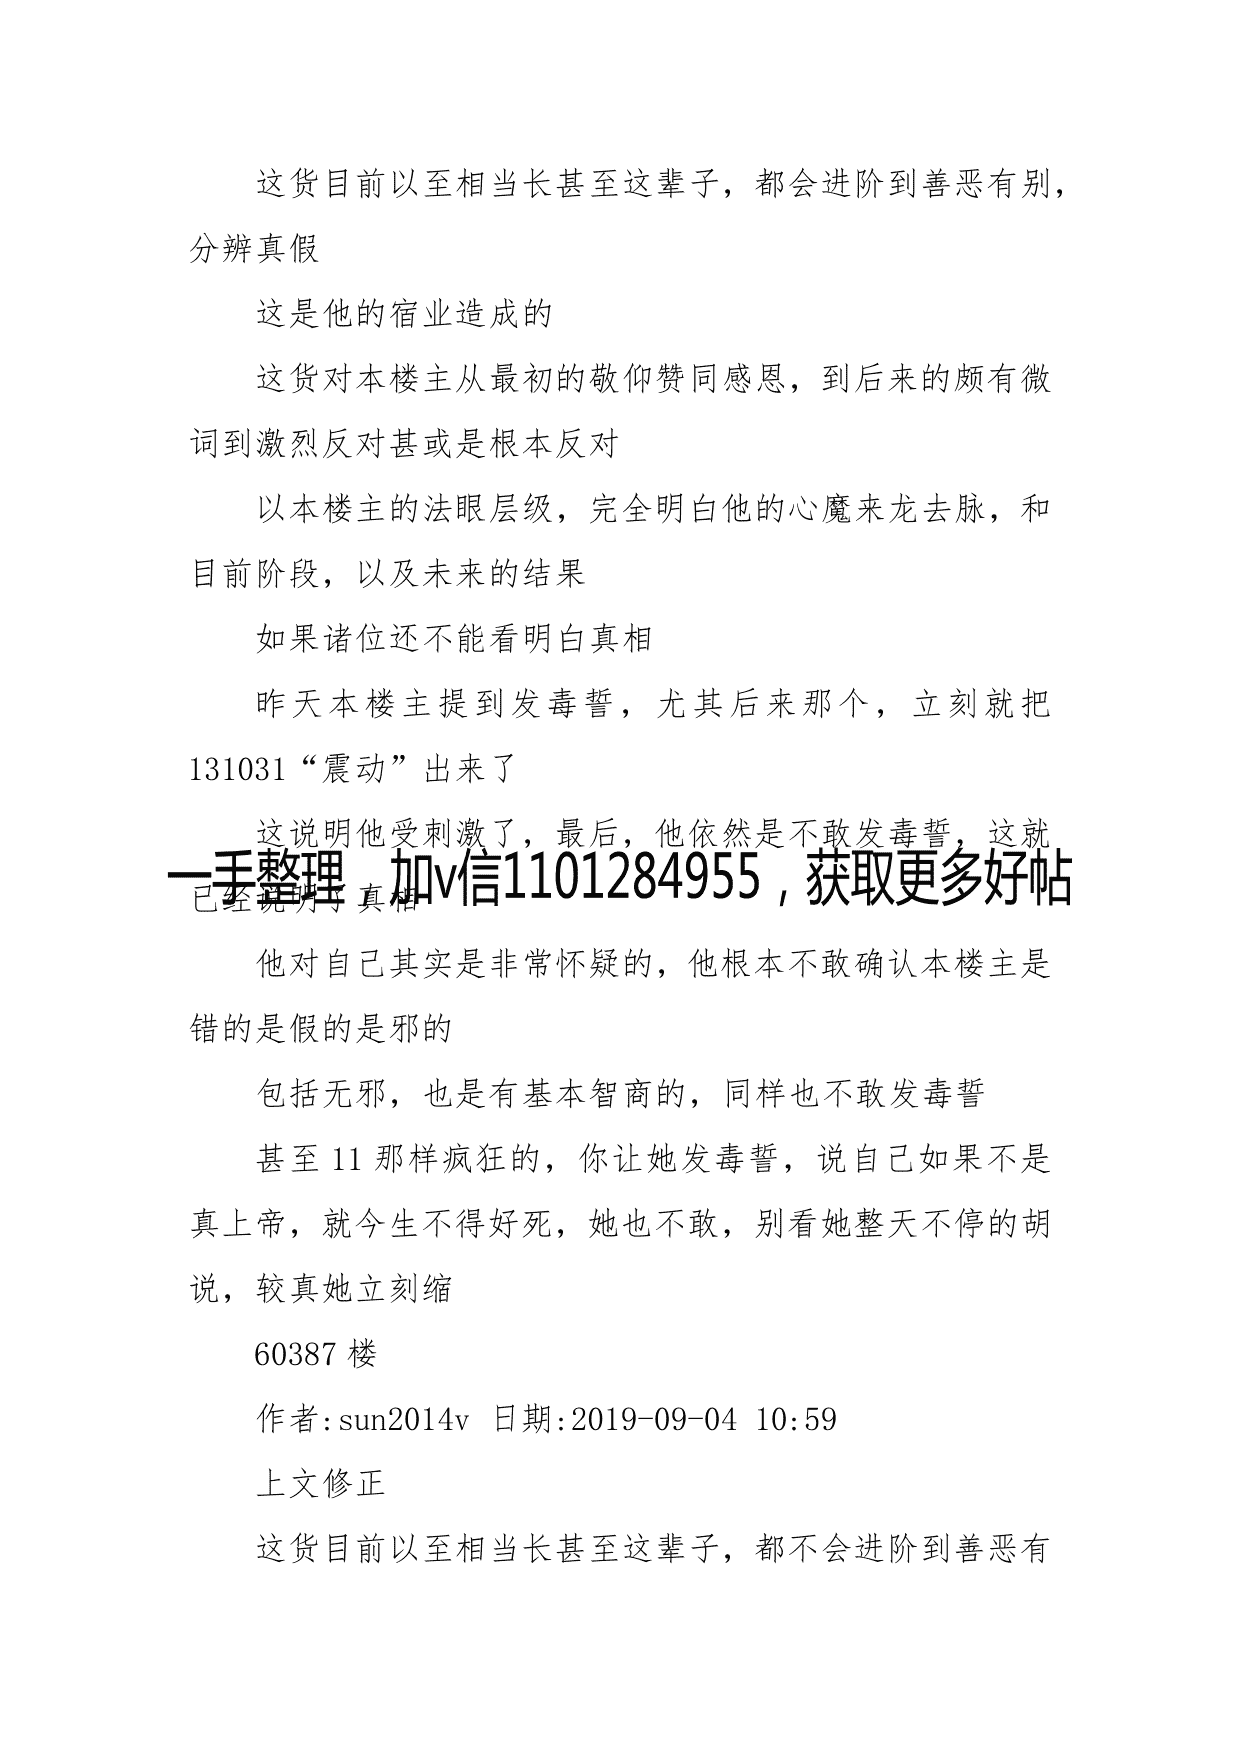 这货目前以至相当长甚至这辈子，都会进阶到善恶有别，
分辨真假
这是他的宿业造成的
这货对本楼主从最初的敬仰赞同感恩，到后来的颇有微
词到激烈反对甚或是根本反对
以本楼主的法眼层级，完全明白他的心魔来龙去脉，和
目前阶段，以及未来的结果
如果诸位还不能看明白真相
昨天本楼主提到发毒誓，尤其后来那个，立刻就把
131031“震动”出来了
这说明他受刺激了，最后，他依然是不敢发毒誓，这就
一手整理，加v信1101284955，获取更多好帖
已经说明了真相
他对自己其实是非常怀疑的，他根本不敢确认本楼主是
错的是假的是邪的
包括无邪，也是有基本智商的，同样也不敢发毒誓
甚至 11 那样疯狂的，你让她发毒誓，说自己如果不是
真上帝，就今生不得好死，她也不敢，别看她整天不停的胡
说，较真她立刻缩
60387 楼
作者:sun2014v 日期:2019-09-04 10:59
上文修正
这货目前以至相当长甚至这辈子，都不会进阶到善恶有